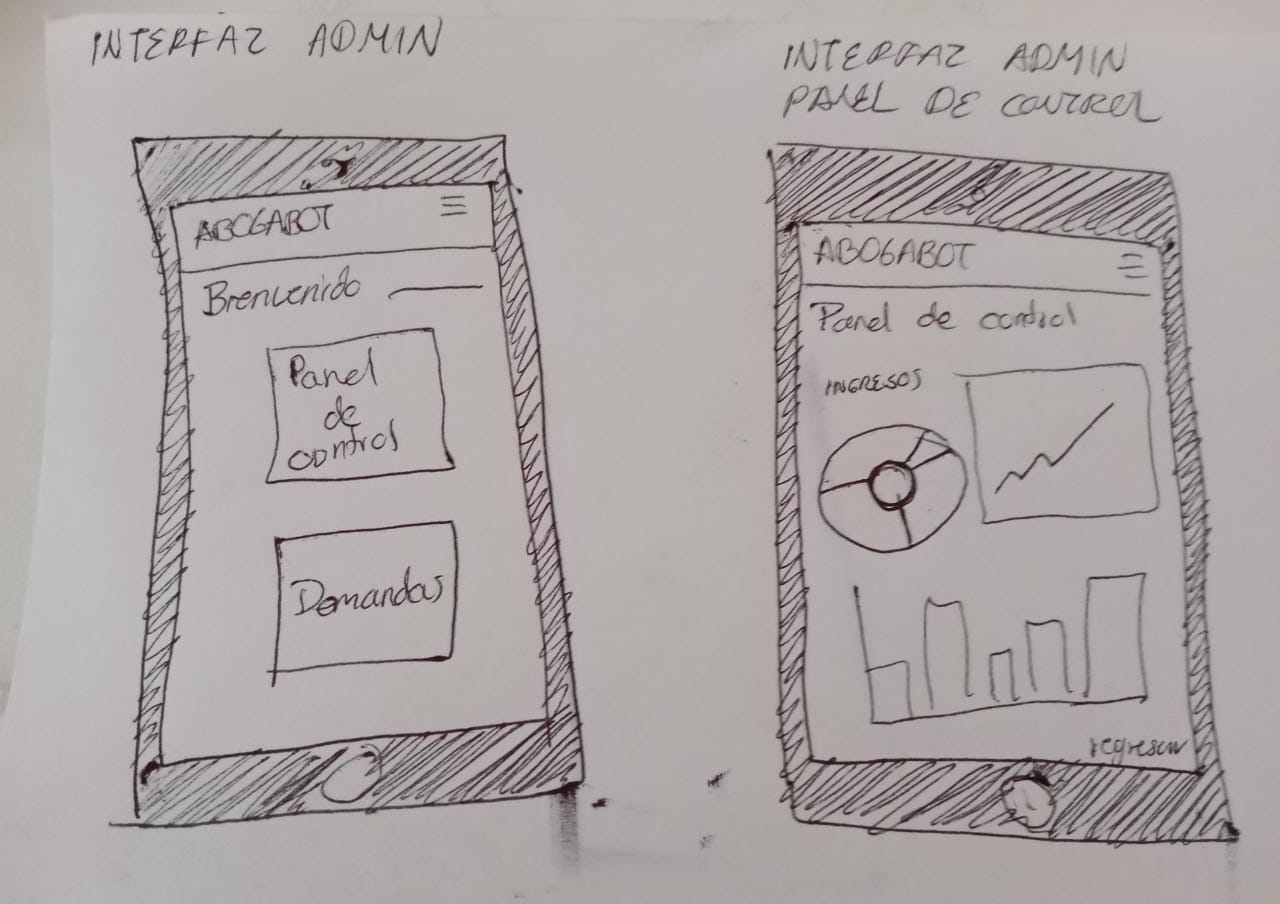 INTERFAZ ADMIN
ABOGABOT
Bienvenido
Panel
de
control
Demandas
INTERFAZ ADMIN
PANEL DE CONTROL
ABOGABOT
Panel de control
INGRESOS
regresar